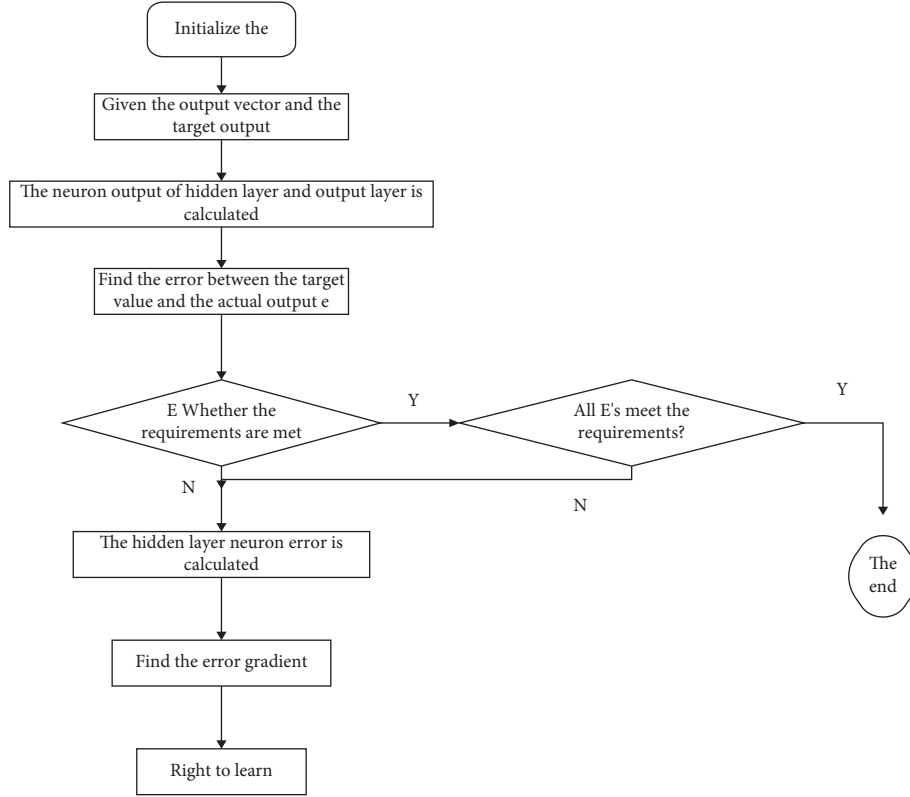 Initialize the
Given the output vector and the
target output
The neuron output of hidden layer and output layer is
calculated
Find the error between the target
value and the actual output e
E Whether the
requirements are met
Y
All E's meet the
requirements?
Y
N
N
The hidden layer neuron error is
calculated
The
end
Find the error gradient
Right to learn